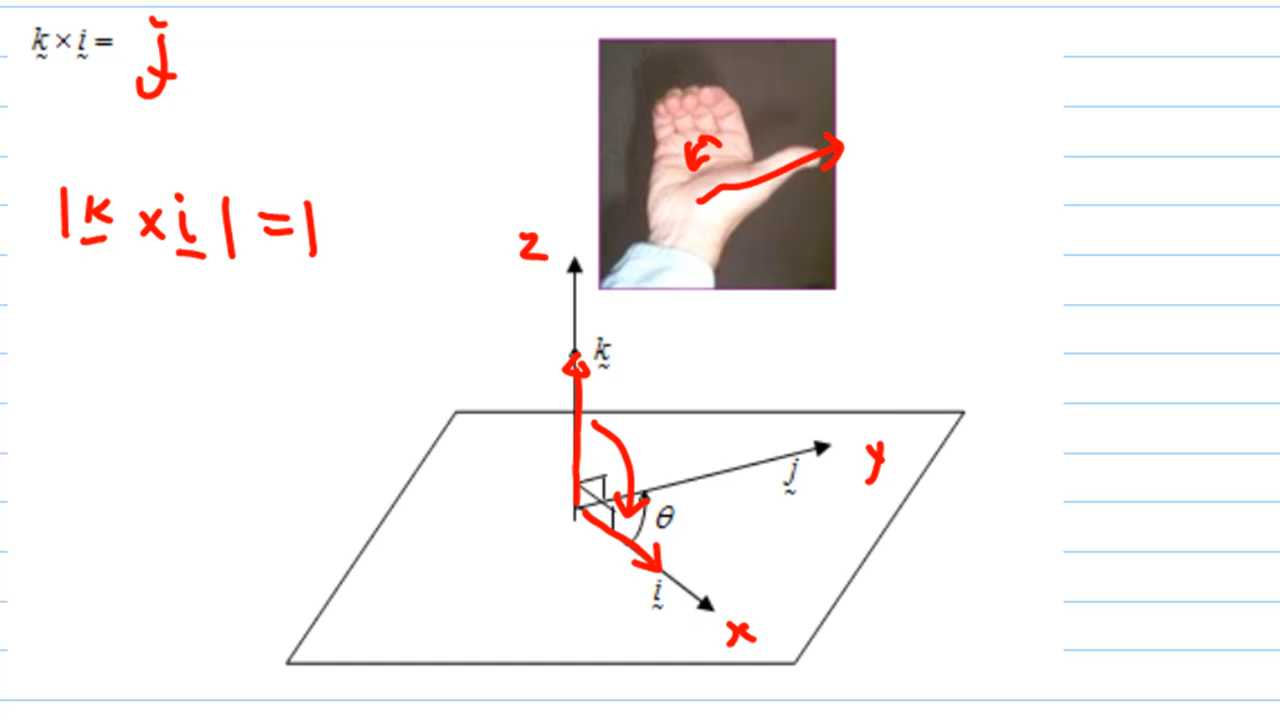 k × i = j
|k × i| = 1
z
k
j
y
θ
i
x